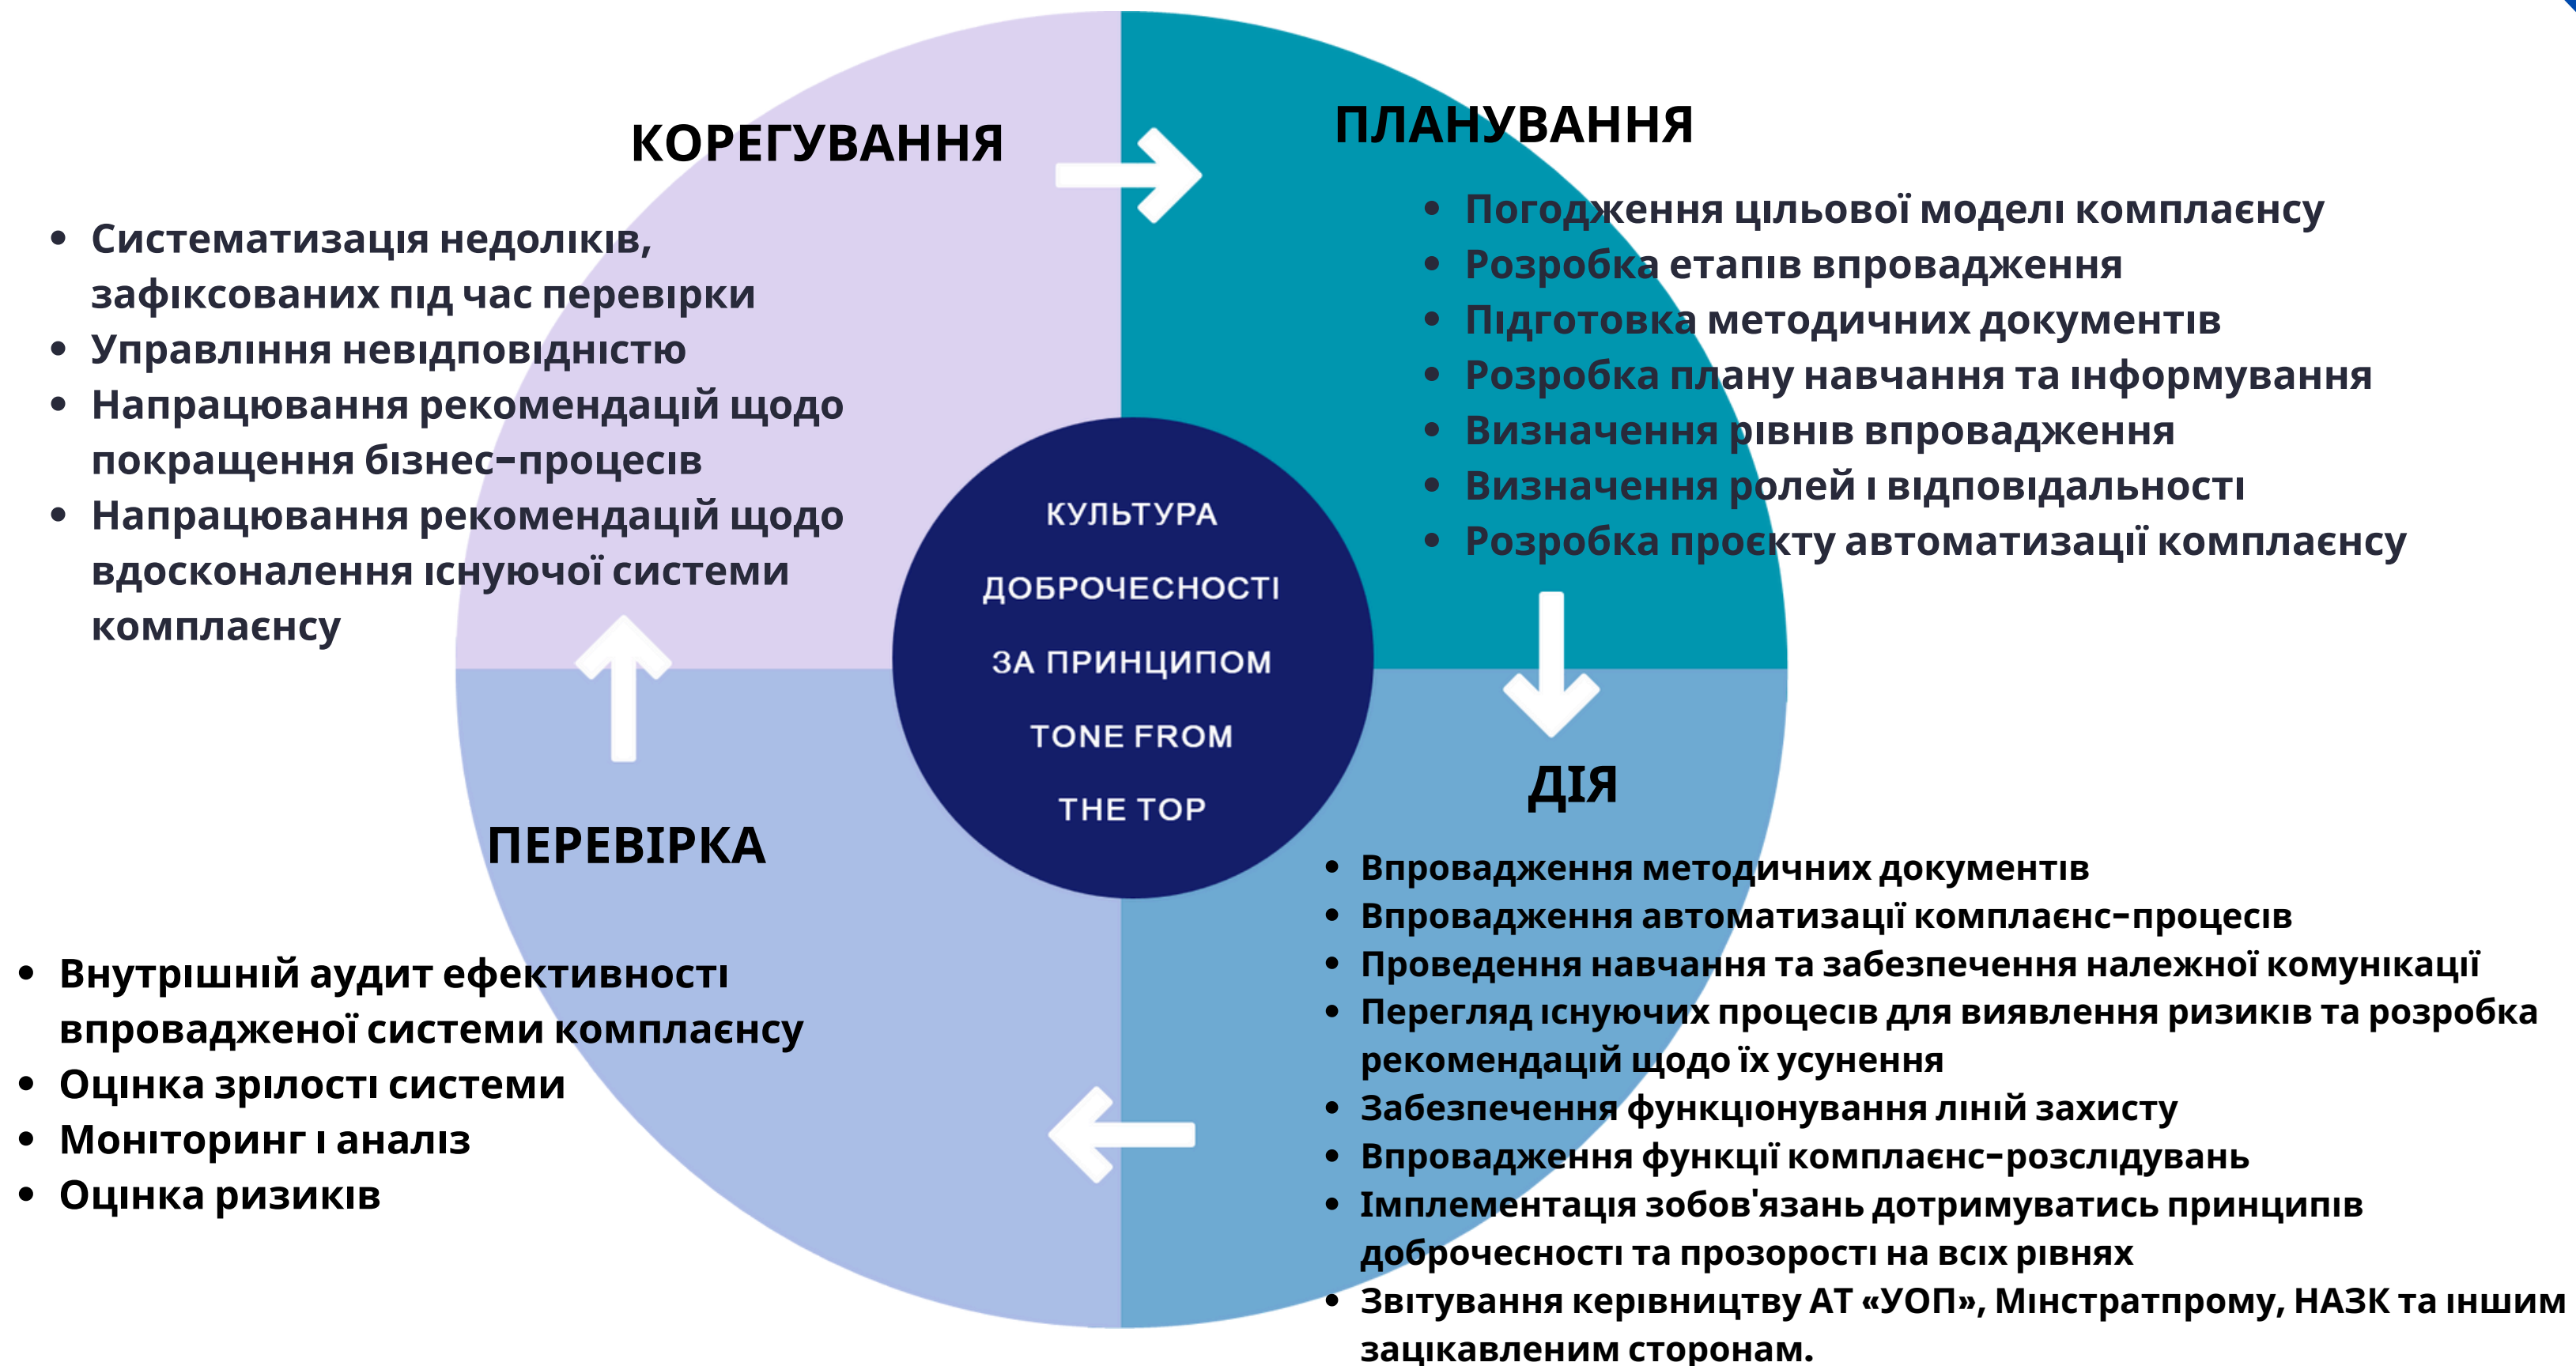 КОРЕГУВАННЯ
• Систематизація недоліків,
зафіксованих під час перевірки
• Управління невідповідністю
• Напрацювання рекомендацій щодо
покращення бізнес-процесів
• Напрацювання рекомендацій щодо
вдосконалення існуючої системи
комплаєнсу
ПЛАНУВАННЯ
• Погодження цільової моделі комплаєнсу
• Розробка етапів впровадження
• Підготовка методичних документів
• Розробка плану навчання та інформування
• Визначення рівнів впровадження
• Визначення ролей і відповідальності
• Розробка проєкту автоматизації комплаєнсу
КУЛЬТУРА
ДОБРОЧЕСНОСТІ
ЗА ПРИНЦИПОМ
TONE FROM
THE TOP
ПЕРЕВІРКА
• Внутрішній аудит ефективності
впровадженої системи комплаєнсу
• Оцінка зрілості системи
• Моніторинг і аналіз
• Оцінка ризиків
ДІЯ
• Впровадження методичних документів
• Впровадження автоматизації комплаєнс-процесів
• Проведення навчання та забезпечення належної комунікації
• Перегляд існуючих процесів для виявлення ризиків та розробка
рекомендацій щодо їх усунення
• Забезпечення функціонування ліній захисту
• Впровадження функції комплаєнс-розслідувань
• Імплементація зобов'язань дотримуватись принципів
доброчесності та прозорості на всіх рівнях
• Звітування керівництву АТ «УОП», Мінстратпрому, НАЗК та іншим
зацікавленим сторонам.